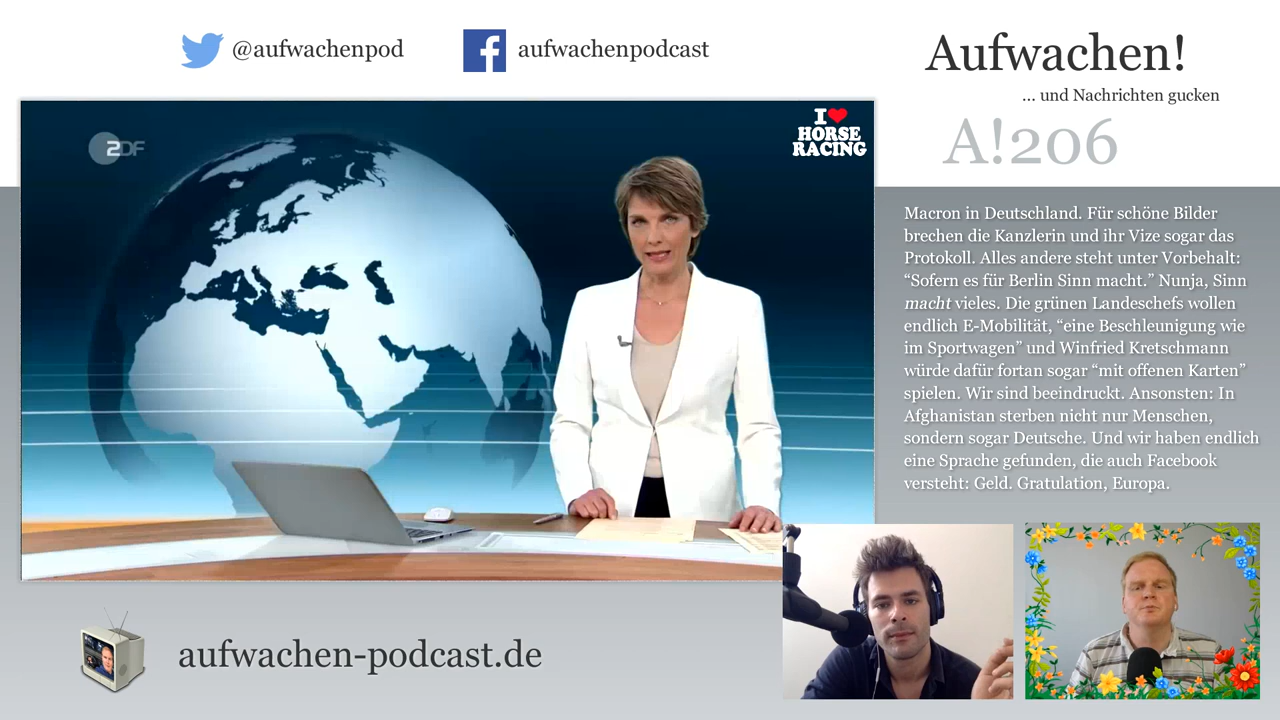 @aufwachenpod
aufwachenpodcast
Aufwachen!
... und Nachrichten gucken
A!206
ZDF
I
HORSE
RACING
Macron in Deutschland. Für schöne Bilder
brechen die Kanzlerin und ihr Vize sogar das
Protokoll. Alles andere steht unter Vorbehalt:
“Sofern es für Berlin Sinn macht.” Nunja, Sinn
macht vieles. Die grünen Landeschefs wollen
endlich E-Mobilität, “eine Beschleunigung wie
im Sportwagen” und Winfried Kretschmann
würde dafür fortan sogar “mit offenen Karten”
spielen. Wir sind beeindruckt. Ansonsten: In
Afghanistan sterben nicht nur Menschen,
sondern sogar Deutsche. Und wir haben endlich
eine Sprache gefunden, die auch Facebook
versteht: Geld. Gratulation, Europa.
aufwachen-podcast.de